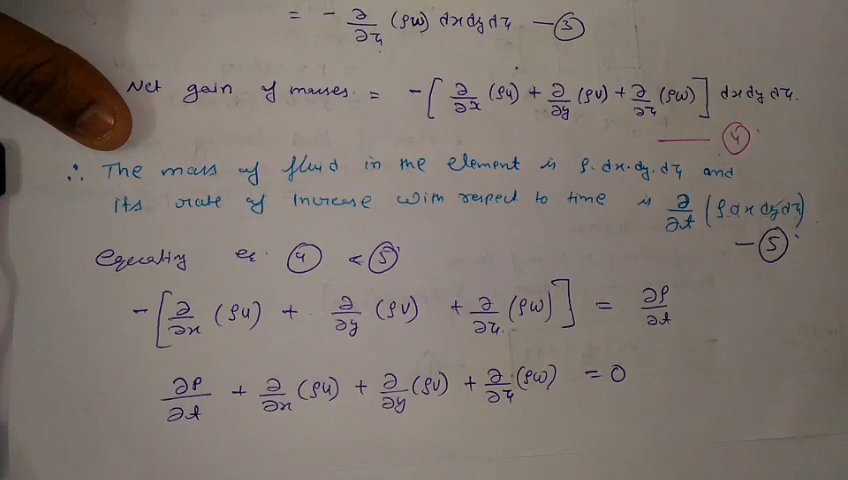 = - ∂/∂z (ρw) dx dy dz — ③
Net gain of masses. = - [ ∂/∂x (ρu) + ∂/∂y (ρv) + ∂/∂z (ρw) ] dx dy dz.
— ④
∴ The mass of fluid in the element is ρ. dx. dy. dz and
its rate of increase with respect to time is ∂/∂t (ρ. dx dy dz)
— ⑤
Equating eq. ④ & ⑤
- [ ∂/∂x (ρu) + ∂/∂y (ρv) + ∂/∂z (ρw) ] = ∂ρ/∂t
∂ρ/∂t + ∂/∂x (ρu) + ∂/∂y (ρv) + ∂/∂z (ρw) = 0